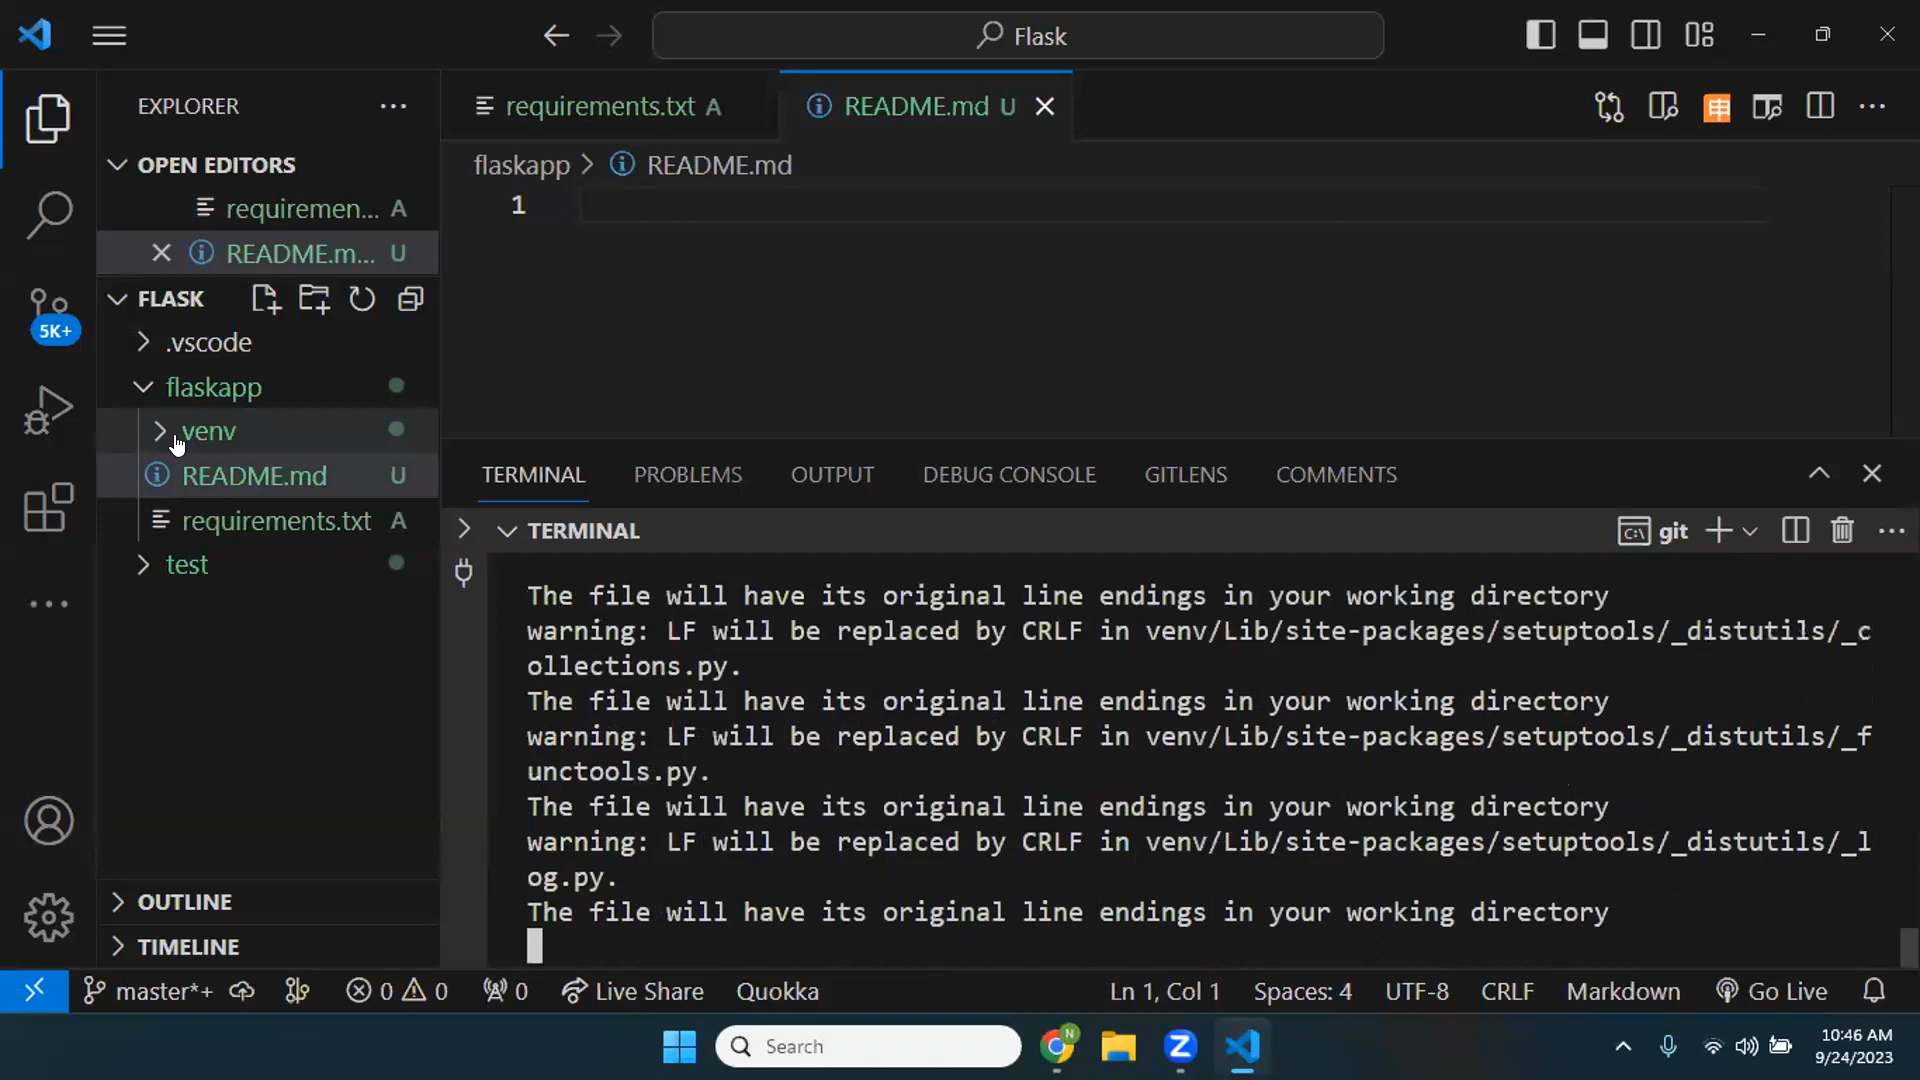 Flask
EXPLORER
requirements.txt A
README.md U
OPEN EDITORS
flaskapp
README.md
requiremen... A
1
README.m... U
FLASK
5K+
.vscode
flaskapp
venv
README.md U
TERMINAL
PROBLEMS
OUTPUT
DEBUG CONSOLE
GITLENS
COMMENTS
requirements.txt A
TERMINAL
git
test
The file will have its original line endings in your working directory
warning: LF will be replaced by CRLF in venv/Lib/site-packages/setuptools/_distutils/_c
ollections.py.
The file will have its original line endings in your working directory
warning: LF will be replaced by CRLF in venv/Lib/site-packages/setuptools/_distutils/_f
unctools.py.
The file will have its original line endings in your working directory
warning: LF will be replaced by CRLF in venv/Lib/site-packages/setuptools/_distutils/_l
og.py.
The file will have its original line endings in your working directory
OUTLINE
TIMELINE
master*+ 0 0 0 Live Share Quokka Ln 1, Col 1 Spaces: 4 UTF-8 CRLF Markdown Go Live
Search
10:46 AM
9/24/2023